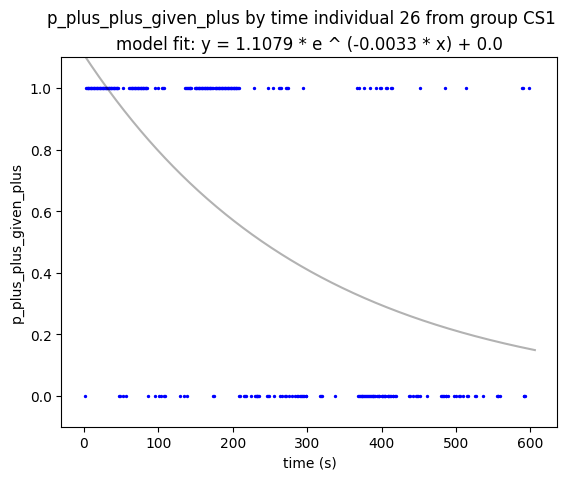 p_plus_plus_given_plus by time individual 26 from group CS1
model fit: y = 1.1079 * e ^ (-0.0033 * x) + 0.0
1.0
0.8
0.6
0.4
0.2
0.0
p_plus_plus_given_plus
0 100 200 300 400 500 600
time (s)